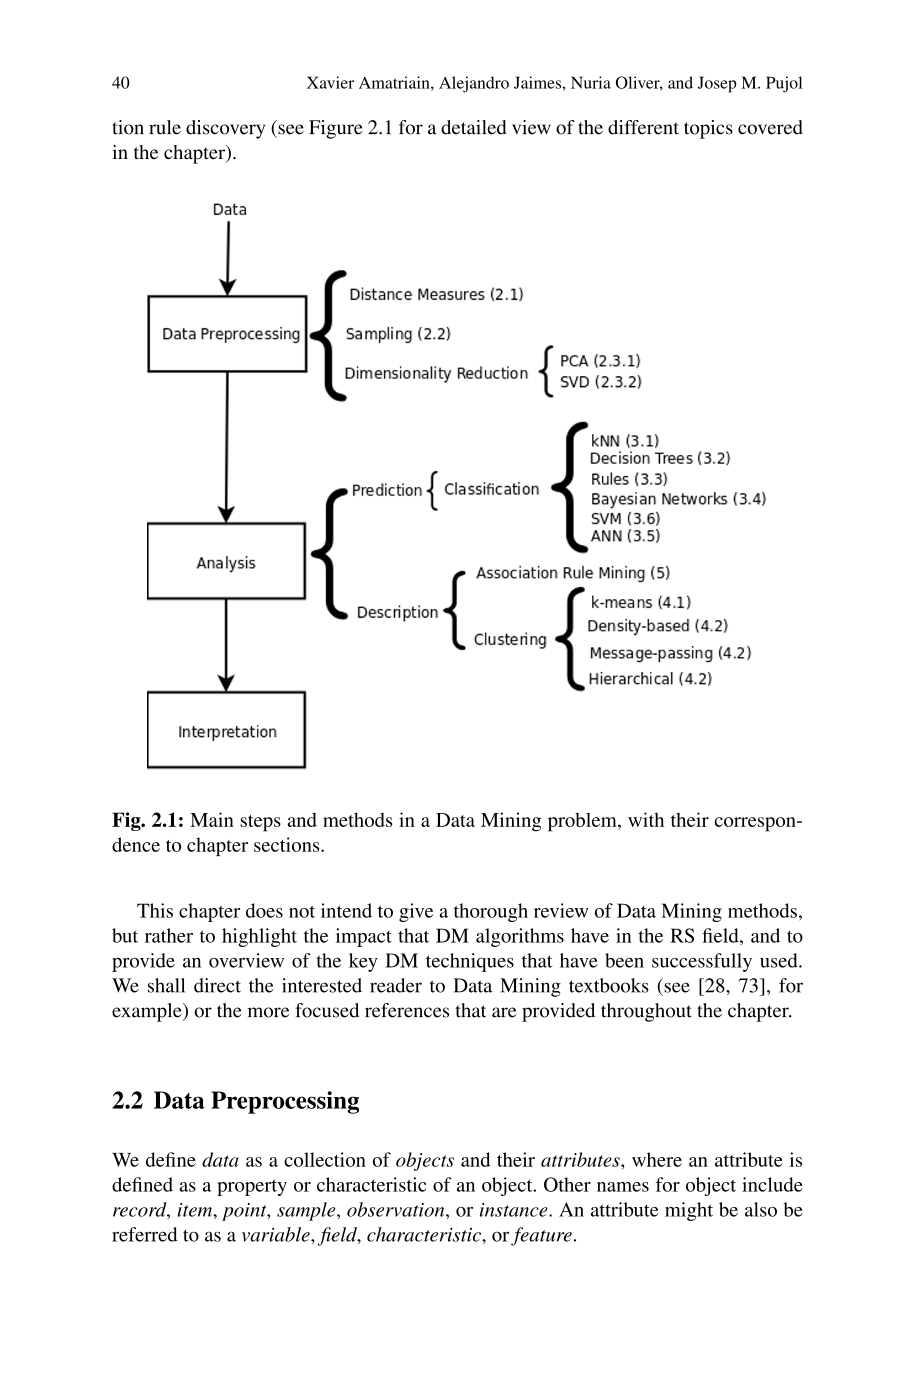 40
Xavier Amatriain, Alejandro Jaimes, Nuria Oliver, and Josep M. Pujol
tion rule discovery (see Figure 2.1 for a detailed view of the different topics covered
in the chapter).
Data
Data Preprocessing
Distance Measures (2.1)
Sampling (2.2)
Dimensionality Reduction
PCA (2.3.1)
SVD (2.3.2)
Analysis
Prediction
Classification
kNN (3.1)
Decision Trees (3.2)
Rules (3.3)
Bayesian Networks (3.4)
SVM (3.6)
ANN (3.5)
Description
Association Rule Mining (5)
Clustering
k-means (4.1)
Density-based (4.2)
Message-passing (4.2)
Hierarchical (4.2)
Interpretation
Fig. 2.1: Main steps and methods in a Data Mining problem, with their correspon-
dence to chapter sections.
This chapter does not intend to give a thorough review of Data Mining methods,
but rather to highlight the impact that DM algorithms have in the RS field, and to
provide an overview of the key DM techniques that have been successfully used.
We shall direct the interested reader to Data Mining textbooks (see [28, 73], for
example) or the more focused references that are provided throughout the chapter.
2.2 Data Preprocessing
We define data as a collection of objects and their attributes, where an attribute is
defined as a property or characteristic of an object. Other names for object include
record, item, point, sample, observation, or instance. An attribute might be also be
referred to as a variable, field, characteristic, or feature.